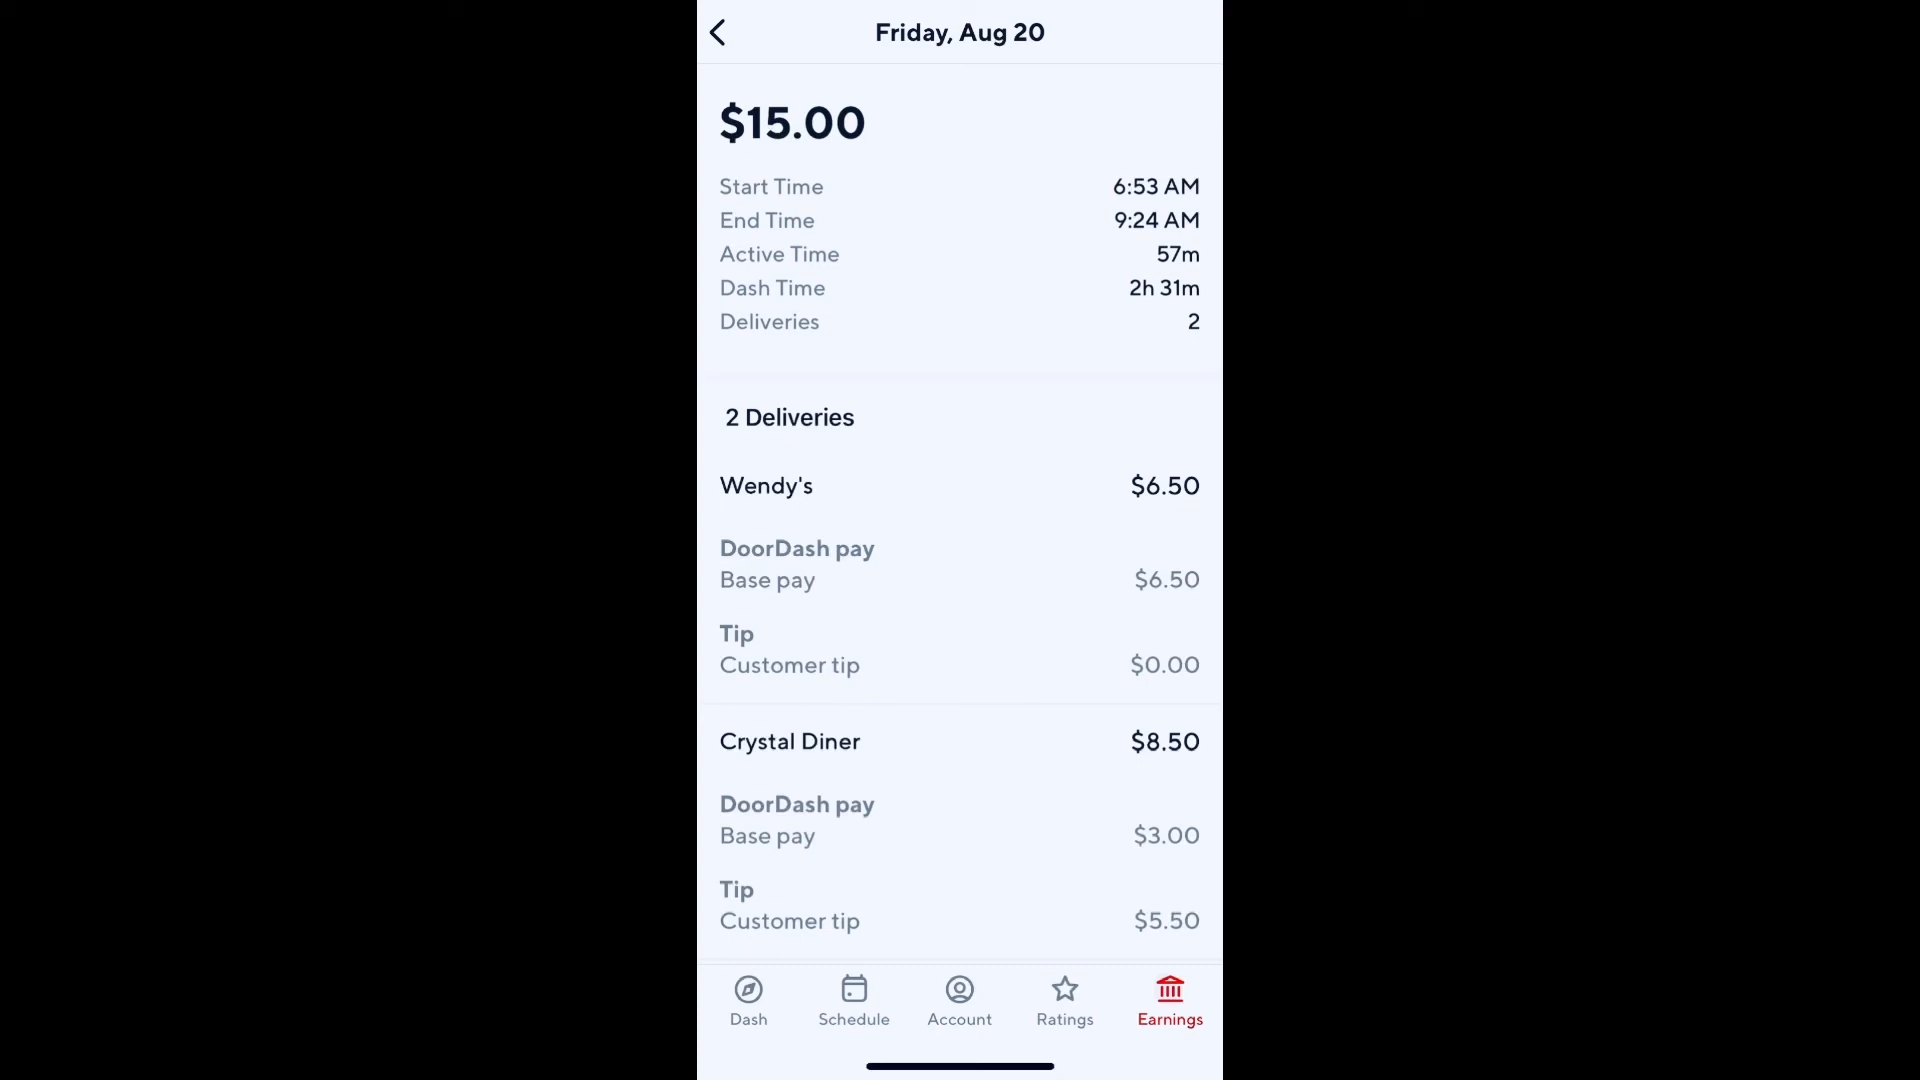 Friday, Aug 20
$15.00
Start Time 6:53 AM
End Time 9:24 AM
Active Time 57m
Dash Time 2h 31m
Deliveries 2
2 Deliveries
Wendy's $6.50
DoorDash pay
Base pay $6.50
Tip
Customer tip $0.00
Crystal Diner $8.50
DoorDash pay
Base pay $3.00
Tip
Customer tip $5.50
Dash Schedule Account Ratings Earnings